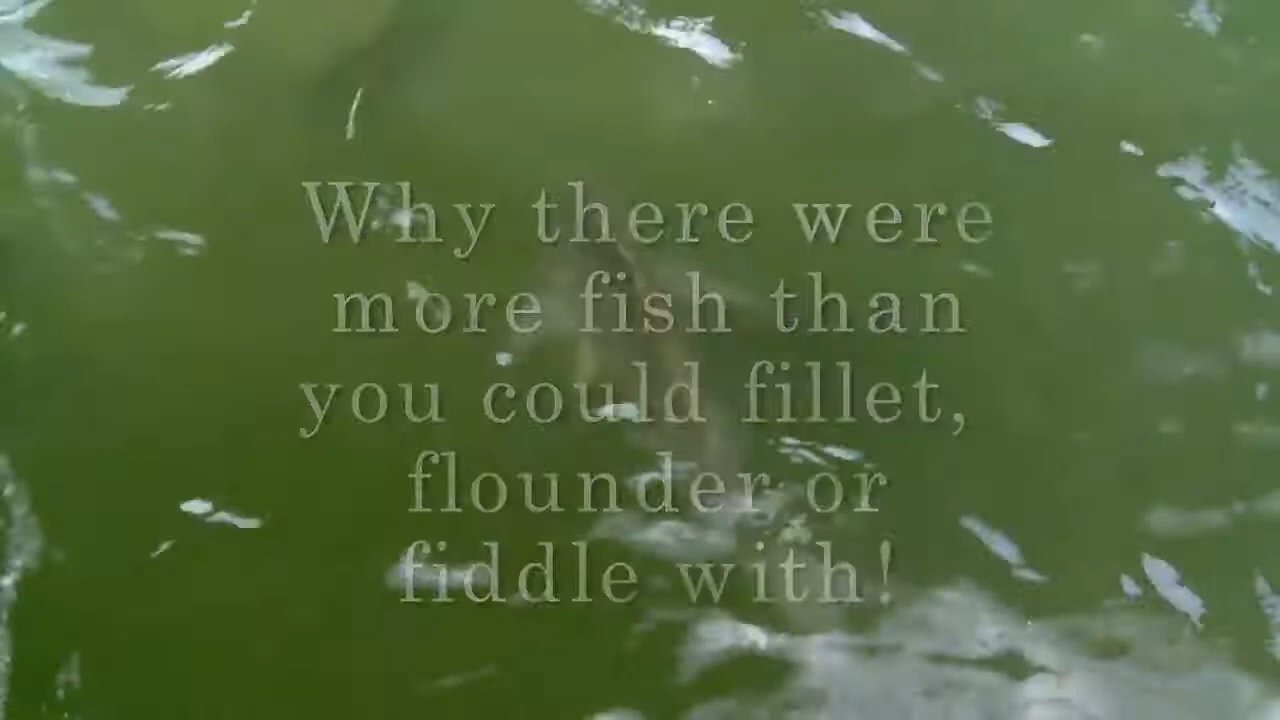 Why there were
more fish than
you could fillet,
flounder or
fiddle with!